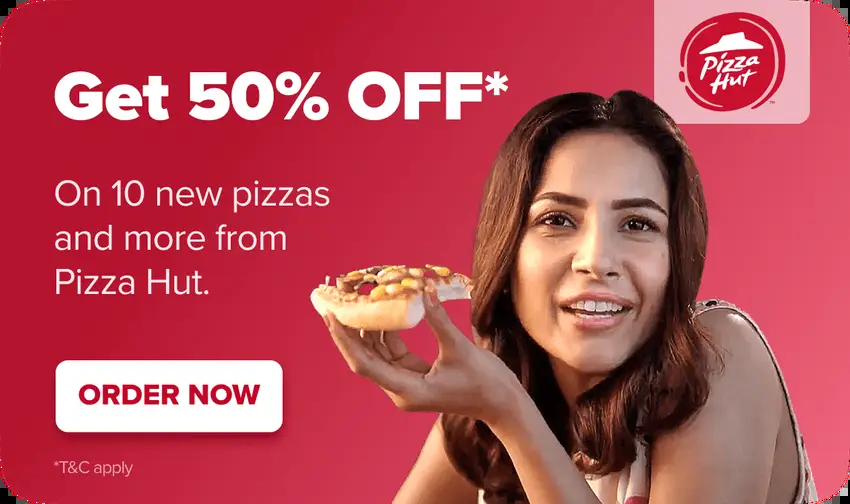 Get 50% OFF*
Pizza
Hut
On 10 new pizzas
and more from
Pizza Hut.
ORDER NOW
*T&C apply